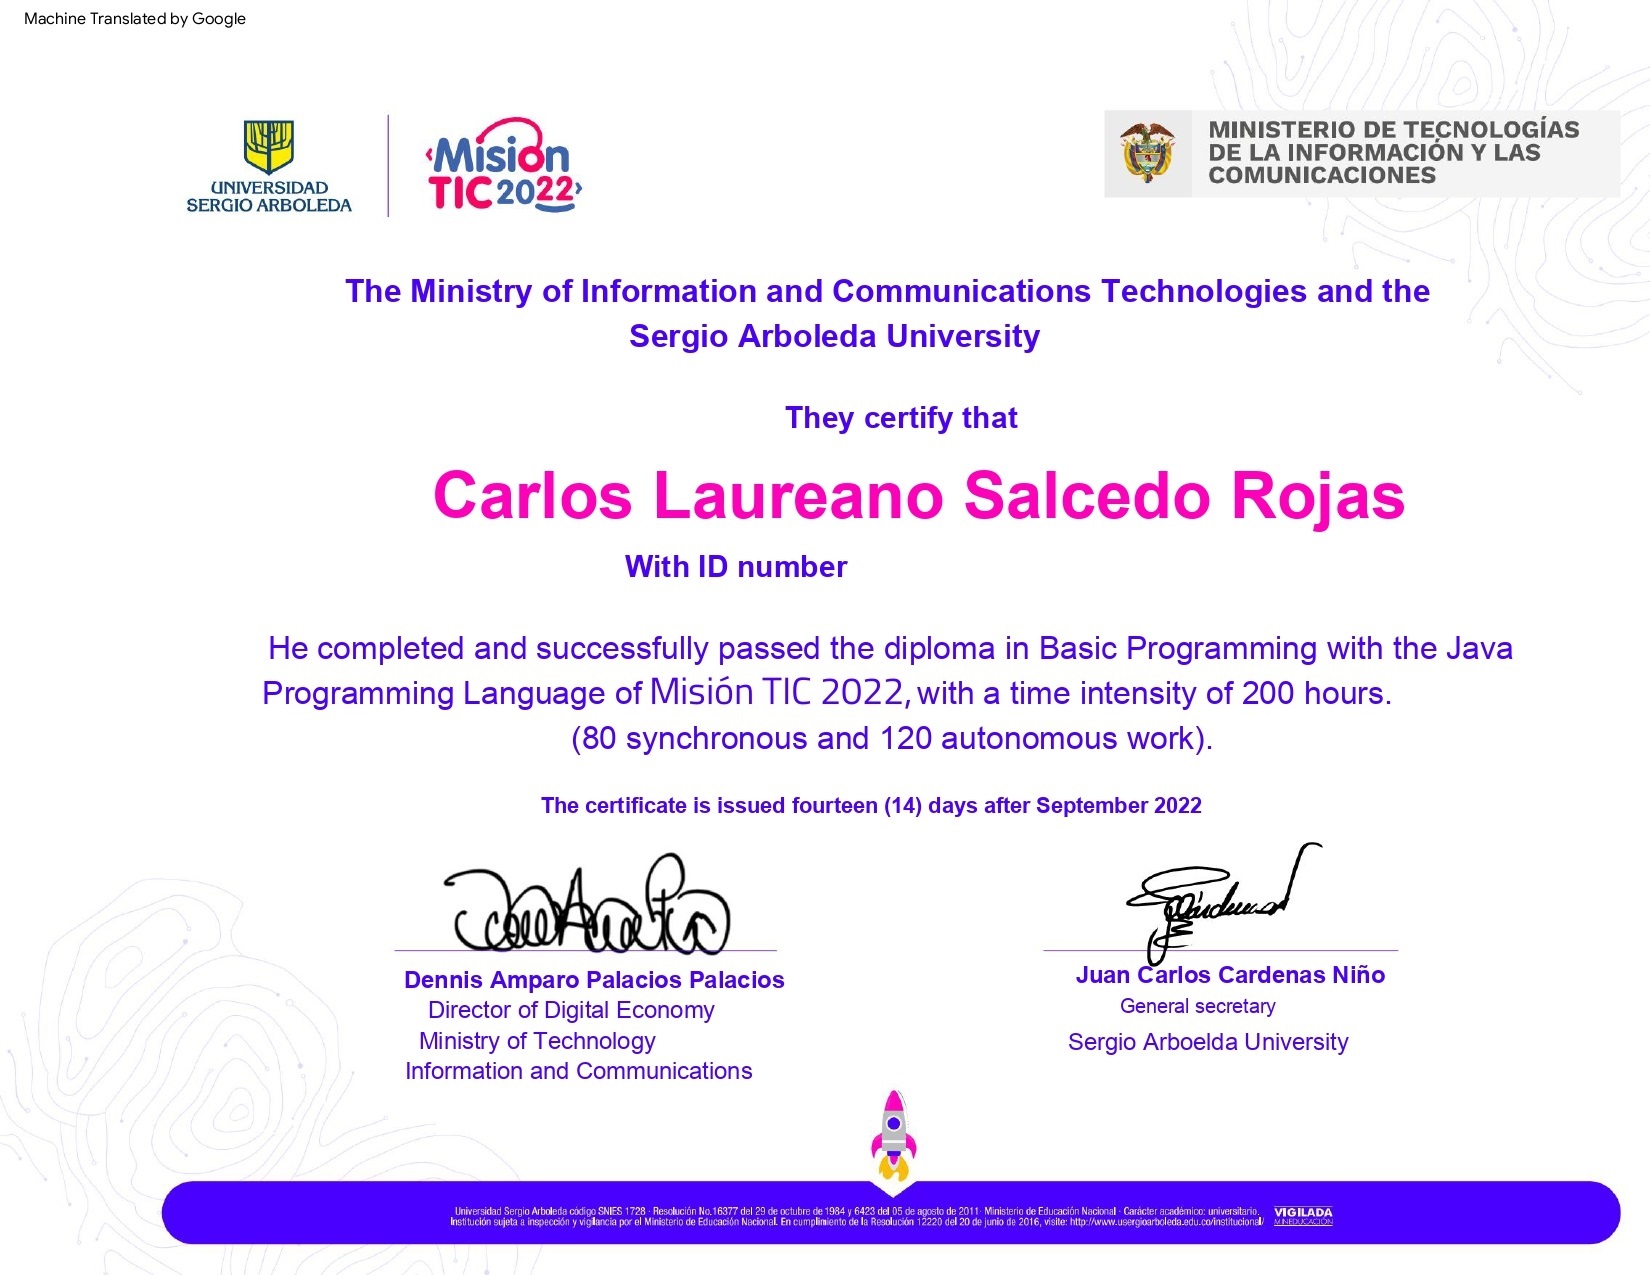 Machine Translated by Google
UNIVERSIDAD
SERGIO ARBOLEDA
Misión
TIC 2022
MINISTERIO DE TECNOLOGÍAS
DE LA INFORMACIÓN Y LAS
COMUNICACIONES
The Ministry of Information and Communications Technologies and the
Sergio Arboleda University
They certify that
Carlos Laureano Salcedo Rojas
With ID number
He completed and successfully passed the diploma in Basic Programming with the Java
Programming Language of Misión TIC 2022, with a time intensity of 200 hours.
(80 synchronous and 120 autonomous work).
The certificate is issued fourteen (14) days after September 2022
Dennis Amparo Palacios Palacios
Director of Digital Economy
Ministry of Technology
Information and Communications
Juan Carlos Cardenas Niño
General secretary
Sergio Arboelda University
Universidad Sergio Arboleda código SNIES 1728 - Resolución No.16377 del 29 de octubre de 1984 y 6423 del 05 de agosto de 2011- Ministerio de Educación Nacional - Carácter académico: universitario.
Institución sujeta a inspección y vigilancia por el Ministerio de Educación Nacional. En cumplimiento de la Resolución 12220 del 20 de junio de 2016, visite: http://www.usergioarboleda.edu.co/institucional/
VIGILADA
MINEDUCACIÓN